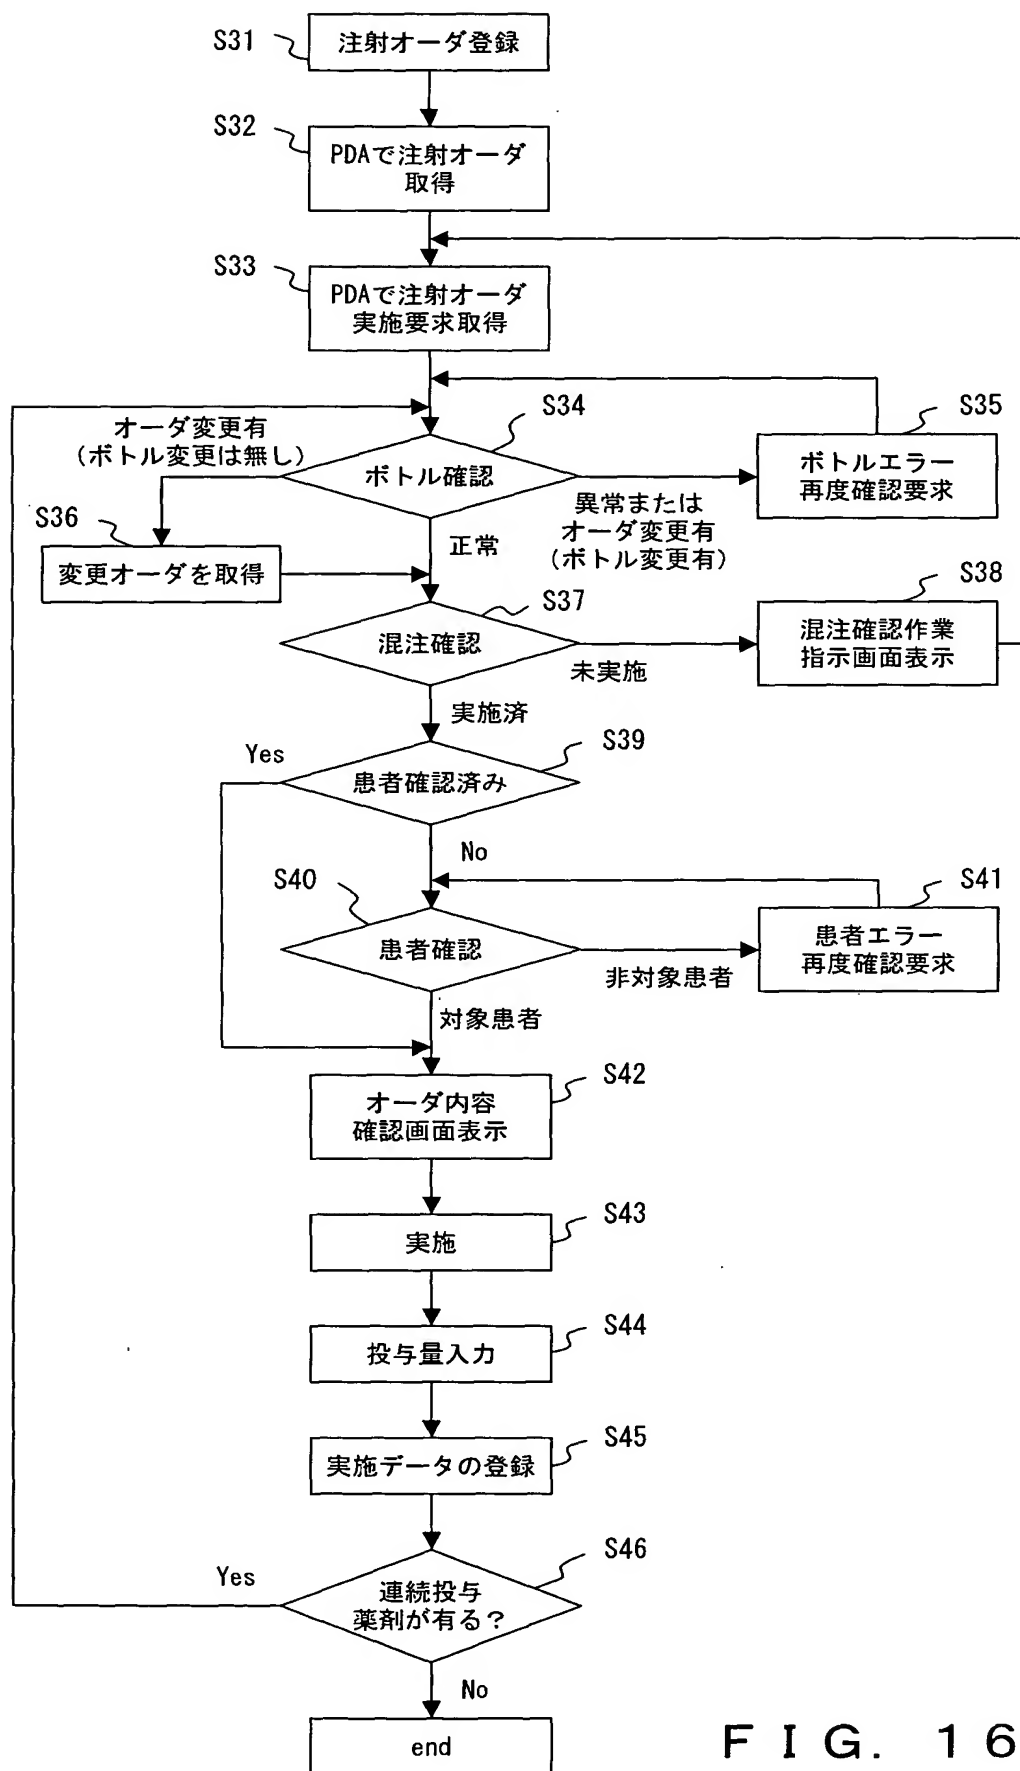 S31
注射オーダ登録
S32
PDAで注射オーダ
取得
S33
PDAで注射オーダ
実施要求取得
オーダ変更有
(ボトル変更は無し)
S34
ボトル確認
S35
ボトルエラー
再度確認要求
異常または
オーダ変更有
(ボトル変更有)
S36
変更オーダを取得
正常
S37
混注確認
未実施
S38
混注確認作業
指示画面表示
実施済
Yes
S39
患者確認済み
No
S40
患者確認
非対象患者
S41
患者エラー
再度確認要求
対象患者
S42
オーダ内容
確認画面表示
S43
実施
S44
投与量入力
S45
実施データの登録
Yes
S46
連続投与
薬剤が有る?
No
end
FIG. 16